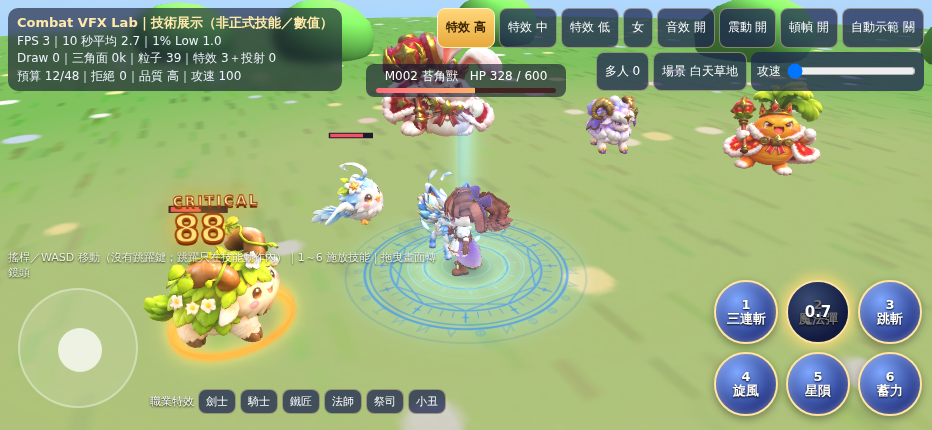 Combat VFX Lab｜技術展示（非正式技能／數值）
FPS 3｜10 秒平均 2.7｜1% Low 1.0
Draw 0｜三角面 0k｜粒子 39｜特效 3＋投射 0
預算 12/48｜拒絕 0｜品質 高｜攻速 100
特效 高
特效 中
特效 低
女
音效 開
震動 開
頓幀 開
自動示範 關
多人 0
場景 白天草地
攻速
M002 苔角獸 HP 328 / 600
CRITICAL
88
搖桿／WASD 移動（沒有跳躍鍵；跳躍只在技能動作內）｜1～6 施放技能｜拖曳畫面轉
鏡頭
1
三連斬
2
魔法彈
0.7
3
跳斬
4
旋風
5
星隕
6
蓄力
職業特效
劍士
騎士
鐵匠
法師
祭司
小丑